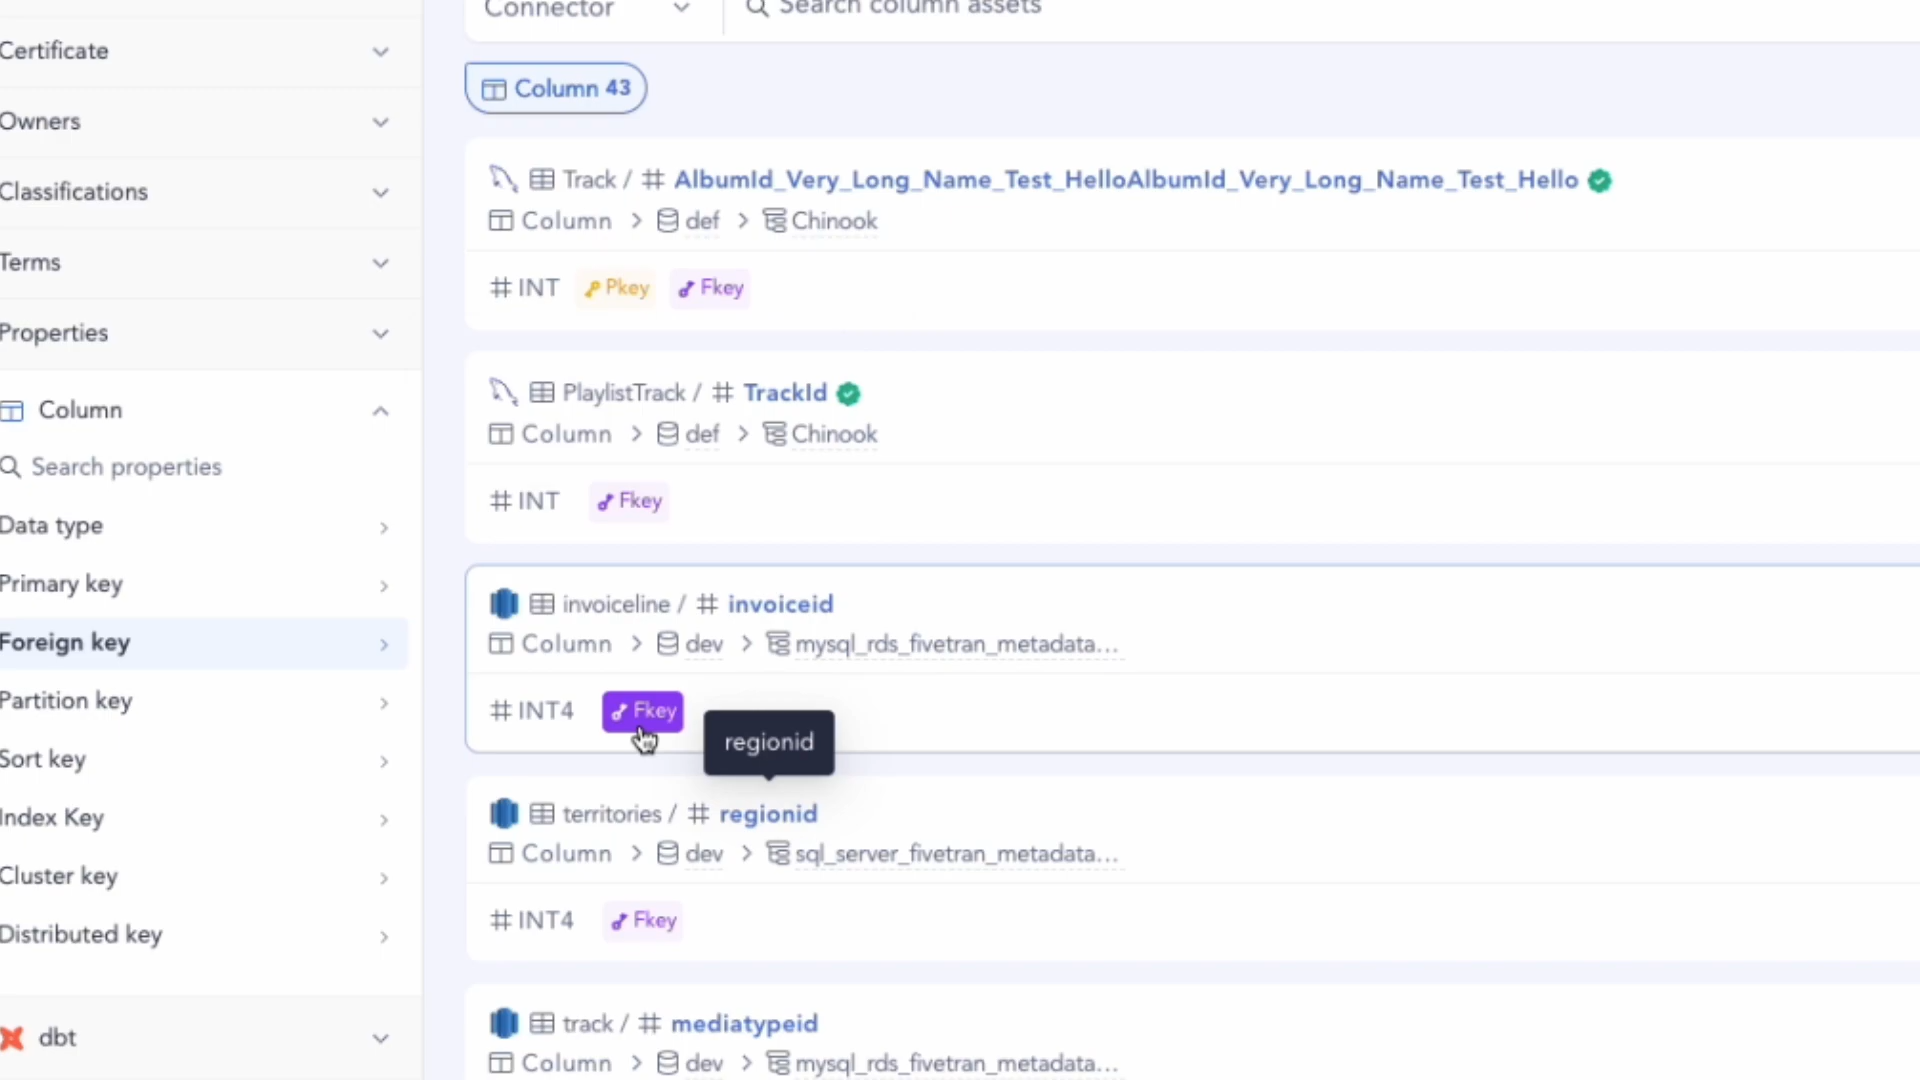 Connector
Search column assets
Certificate
Owners
Classifications
Terms
Properties
Column
Search properties
Data type
Primary key
Foreign key
Partition key
Sort key
Index Key
Cluster key
Distributed key
dbt
Column 43
Track / # AlbumId_Very_Long_Name_Test_HelloAlbumId_Very_Long_Name_Test_Hello
Column > def > Chinook
# INT Pkey Fkey
PlaylistTrack / # TrackId
Column > def > Chinook
# INT Fkey
invoiceline / # invoiceid
Column > dev > mysql_rds_fivetran_metadata...
# INT4 Fkey
regionid
territories / # regionid
Column > dev > sql_server_fivetran_metadata...
# INT4 Fkey
track / # mediatypeid
Column > dev > mysql_rds_fivetran_metadata...